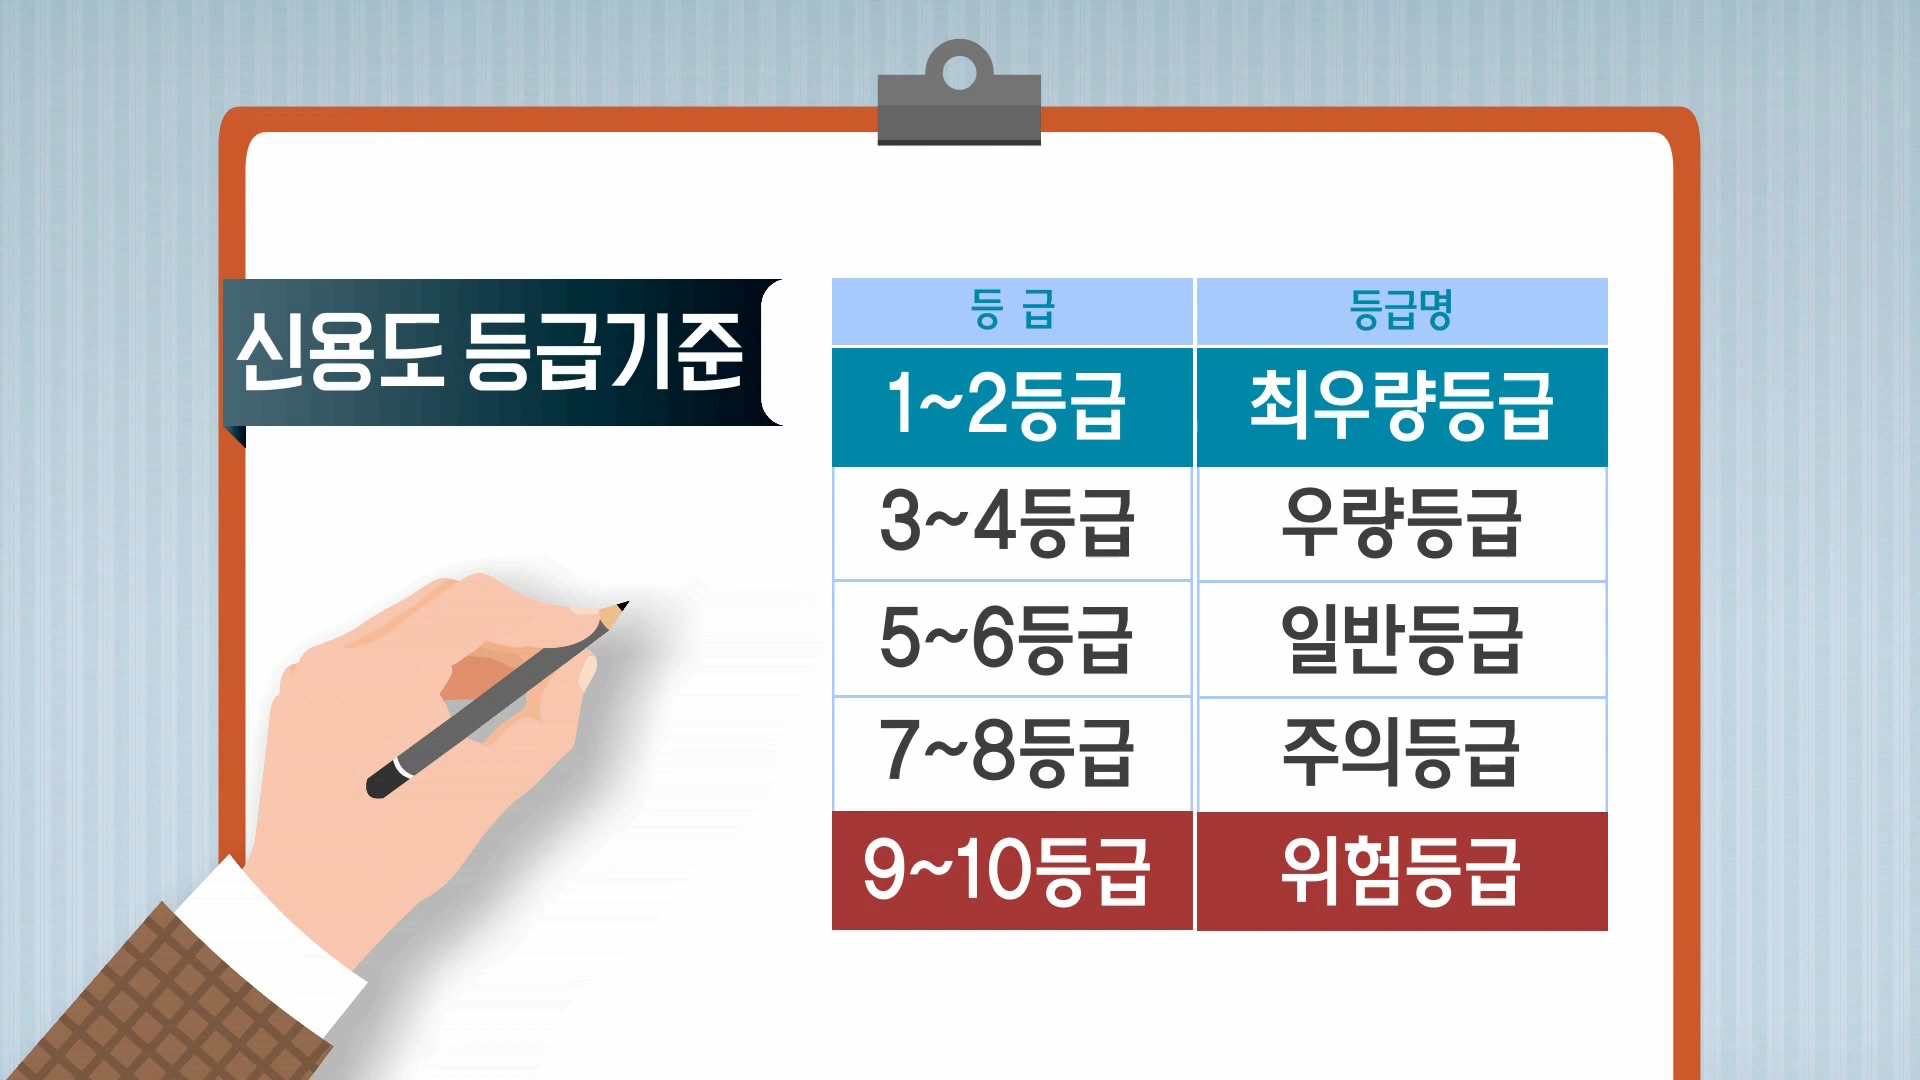 신용도 등급기준
등 급 등급명
1~2등급 최우량등급
3~4등급 우량등급
5~6등급 일반등급
7~8등급 주의등급
9~10등급 위험등급